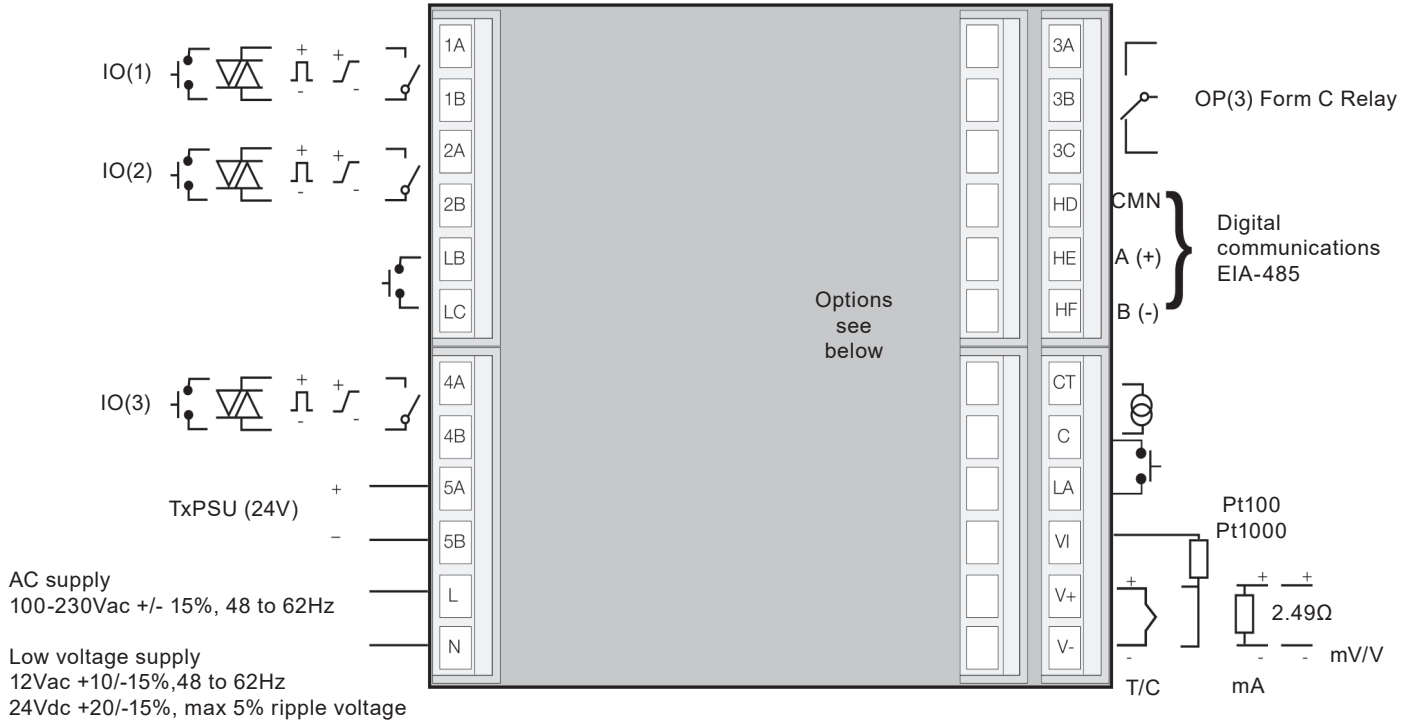 IO(1)
+
-
+
-
1A
1B
IO(2)
+
-
+
-
2A
2B
LB
LC
IO(3)
+
-
+
-
4A
4B
TxPSU (24V)
+
–
5A
5B
AC supply
100-230Vac +/- 15%, 48 to 62Hz
L
N
Low voltage supply
12Vac +10/-15%,48 to 62Hz
24Vdc +20/-15%, max 5% ripple voltage
Options
see
below
3A
3B
3C
OP(3) Form C Relay
HD
CMN
HE
A (+)
HF
B (-)
Digital
communications
EIA-485
CT
C
LA
VI
V+
V-
Pt100
Pt1000
+
-
T/C
+
2.49Ω
-
mA
+
-
mV/V